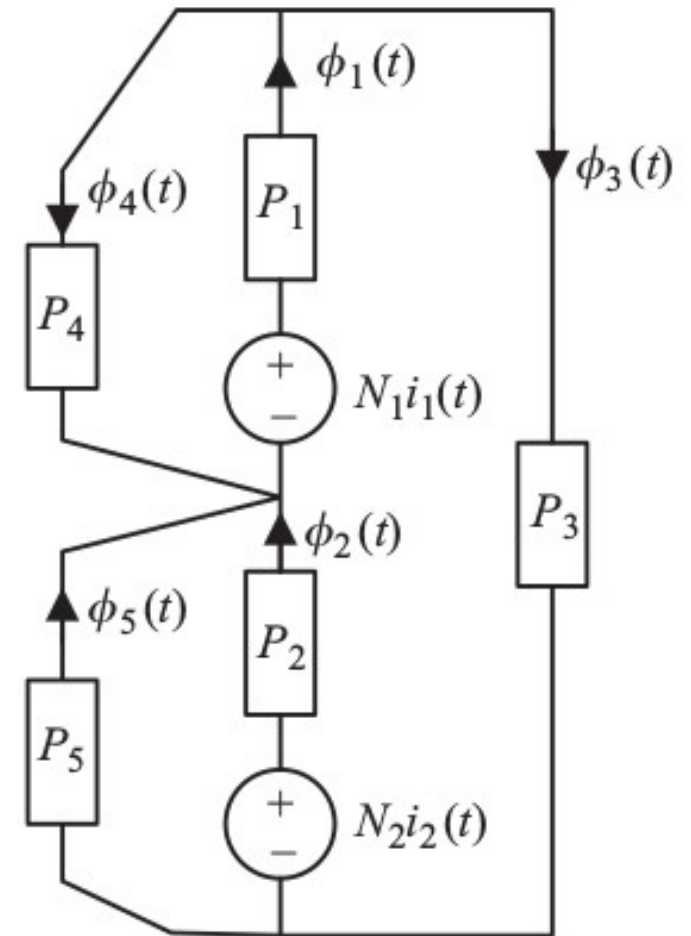 ϕ₁(t)
ϕ₃(t)
ϕ₄(t)
P₁
P₄
+
−
N₁i₁(t)
P₃
ϕ₂(t)
ϕ₅(t)
P₂
P₅
+
−
N₂i₂(t)